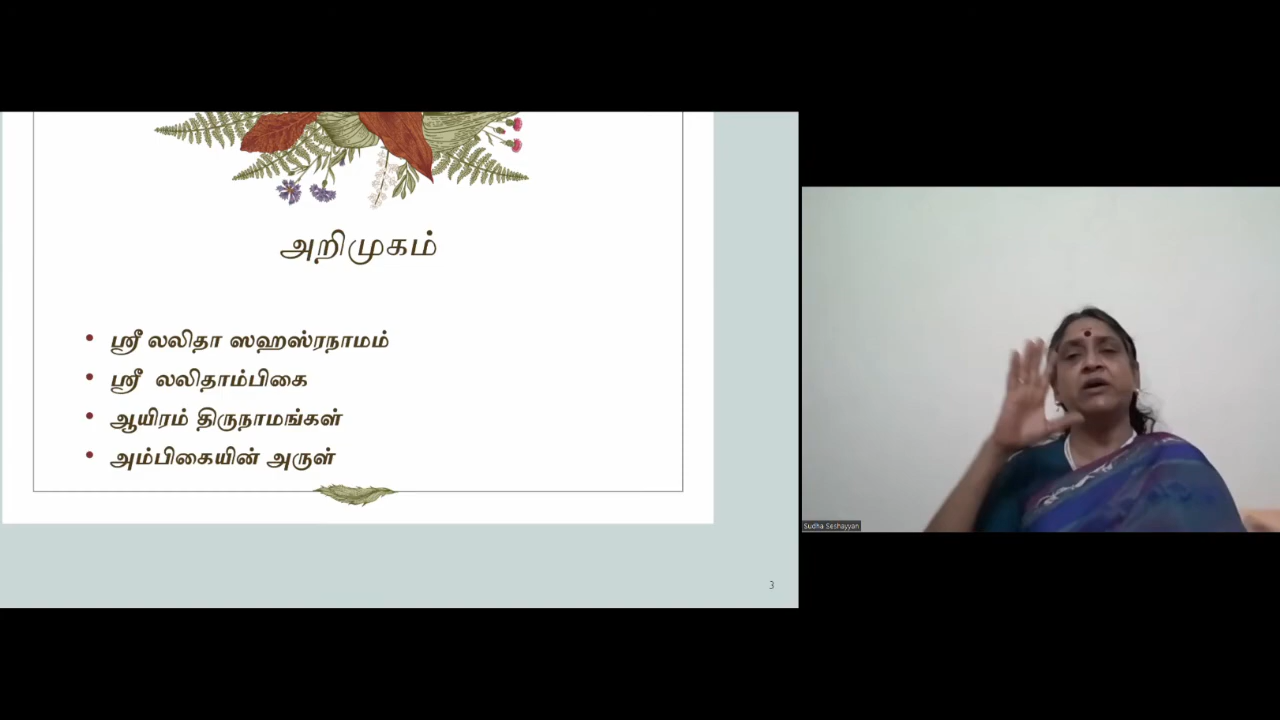 அறிமுகம்
• ஸ்ரீ லலிதா ஸஹஸ்ரநாமம்
• ஸ்ரீ லலிதாம்பிகை
• ஆயிரம் திருநாமங்கள்
• அம்பிகையின் அருள்
3
Sudha Seshayyan